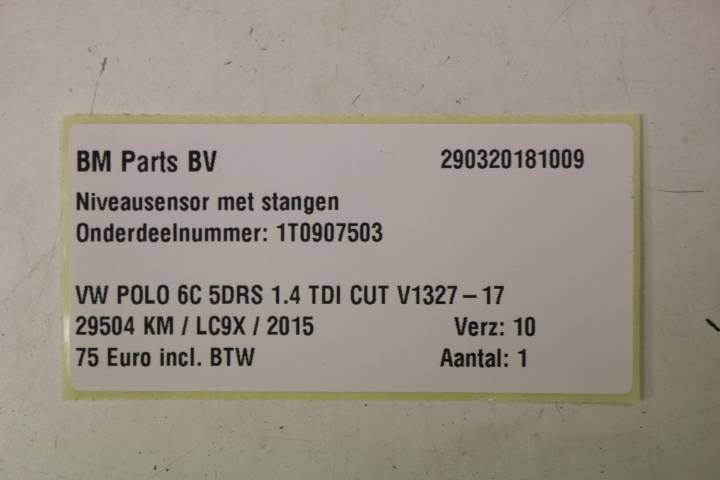 BM Parts BV 290320181009
Niveausensor met stangen
Onderdeelnummer: 1T0907503
VW POLO 6C 5DRS 1.4 TDI CUT V1327 – 17
29504 KM / LC9X / 2015 Verz: 10
75 Euro incl. BTW Aantal: 1